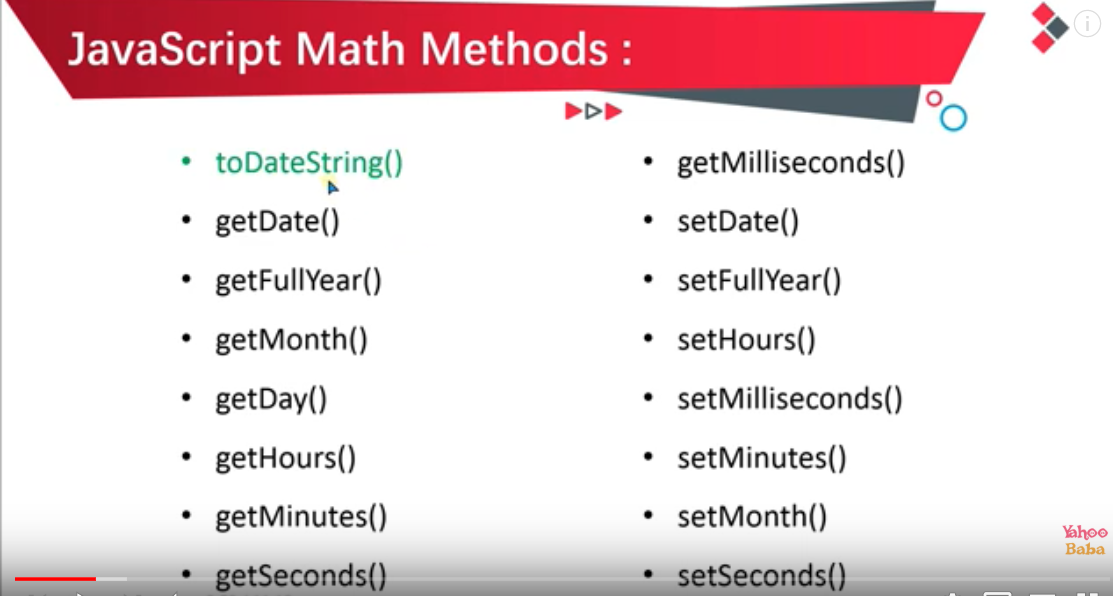 JavaScript Math Methods :
• toDateString()
• getDate()
• getFullYear()
• getMonth()
• getDay()
• getHours()
• getMinutes()
• getSeconds()
• getMilliseconds()
• setDate()
• setFullYear()
• setHours()
• setMilliseconds()
• setMinutes()
• setMonth()
• setSeconds()
Yahoo
Baba